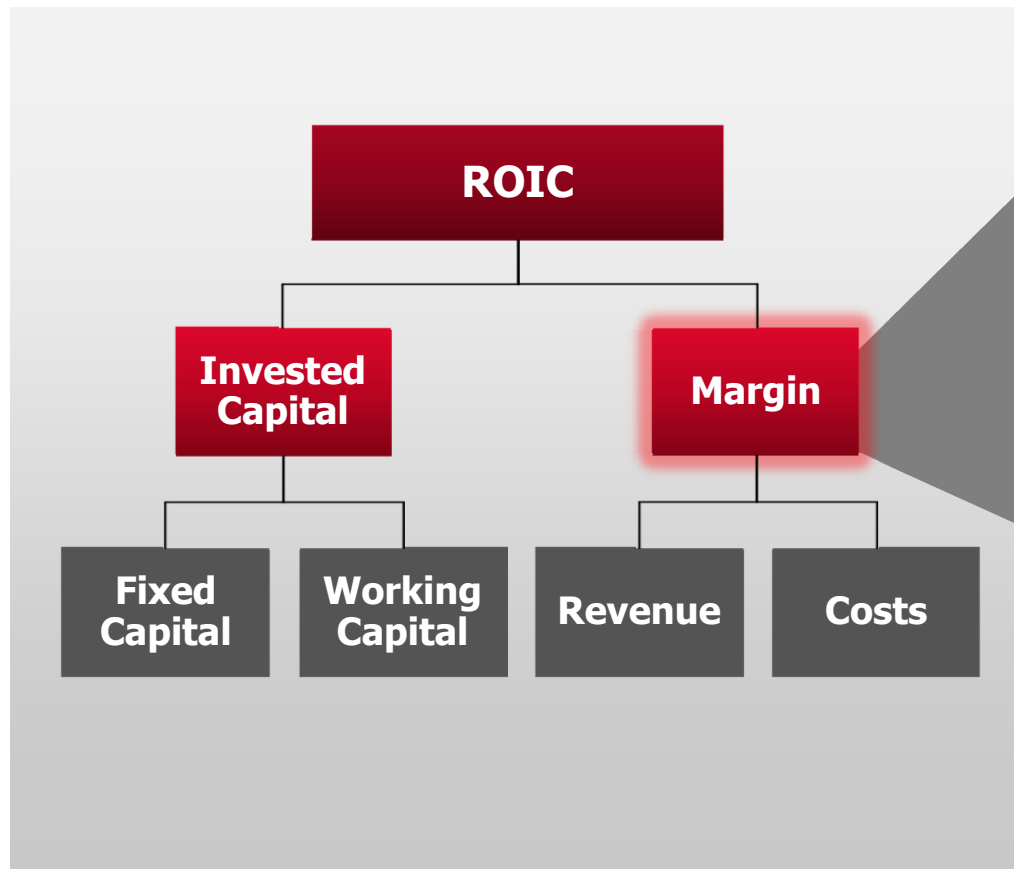 ROIC
Invested
Capital
Margin
Fixed
Capital
Working
Capital
Revenue
Costs